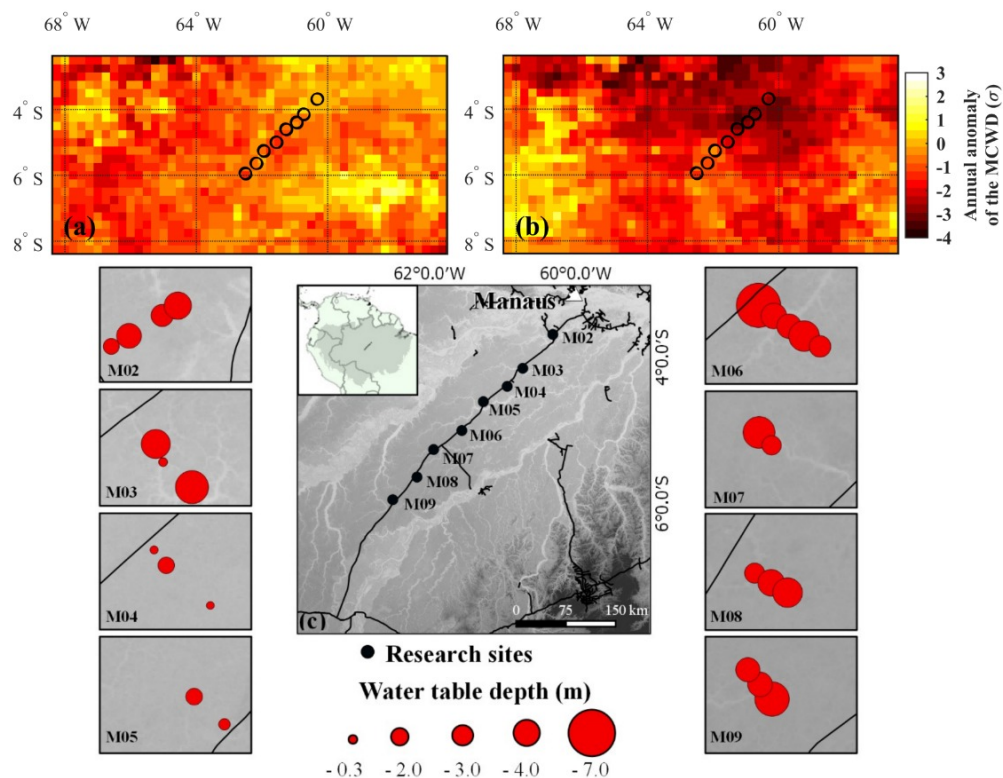 68° W 64° W 60° W 68° W 64° W 60° W
4° S
6° S
8° S
(a)
4° S
6° S
8° S
(b)
3
2
1
0
-1
-2
-3
-4
Annual anomaly
of the MCWD (σ)
62°0.0'W 60°0.0'W
Manaus
M02
M03
M04
M05
M06
M07
M08
M09
4°0.0'S
6°0.0'S
0 75 150 km
(c)
M02
M03
M04
M05
M06
M07
M08
M09
Research sites
Water table depth (m)
- 0.3 - 2.0 - 3.0 - 4.0 - 7.0